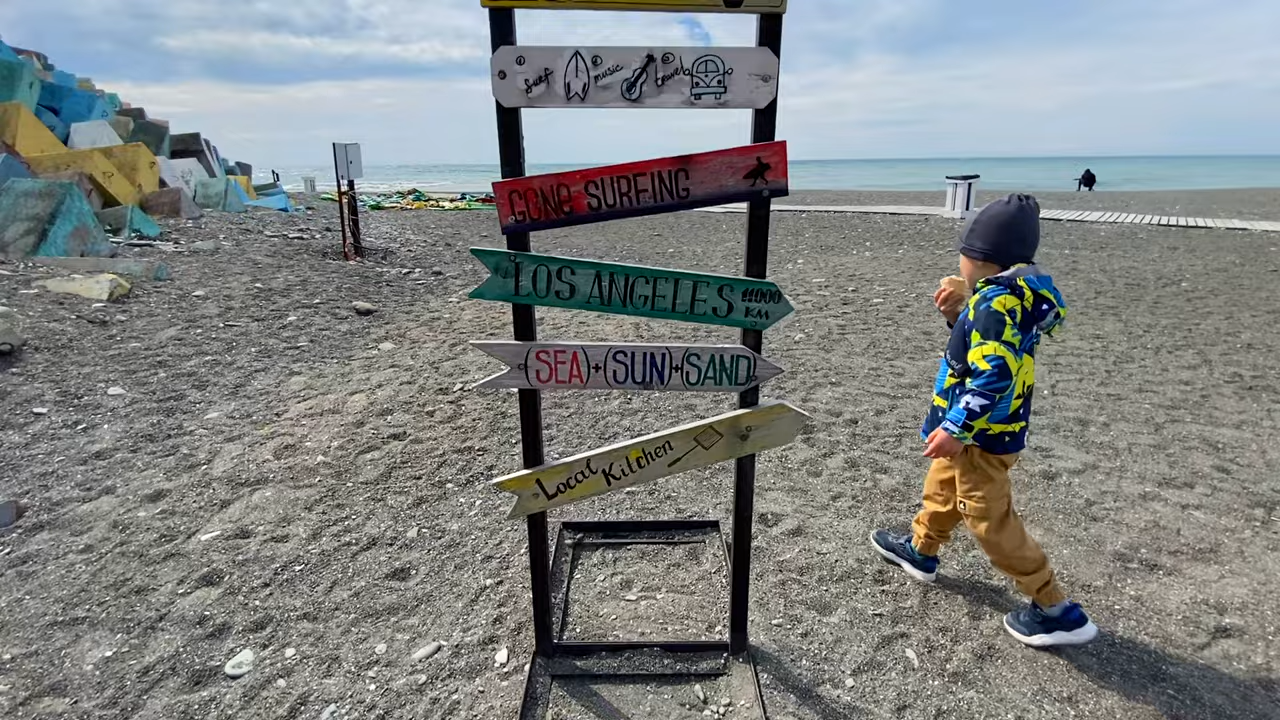 surf music travel
GONE SURFING
LOS ANGELES 11000 KM
(SEA)+(SUN)+(SAND)
Local Kitchen